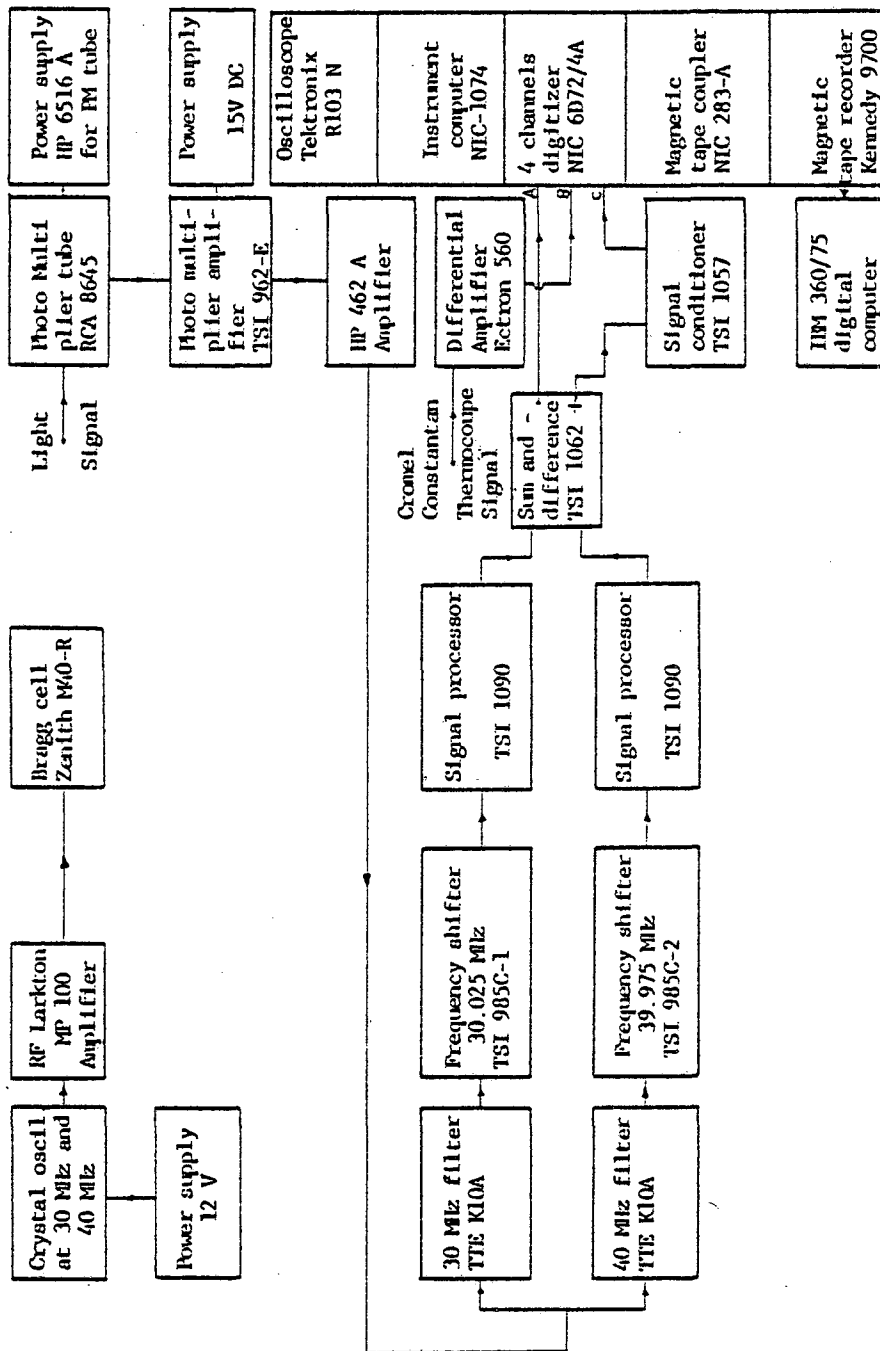 Crystal oscil
at 30 MHz and
40 MHz
Power supply
12 V
RF Larkton
MP 100
Amplifier
Bragg cell
Zenith M40-R
Light
Signal
Photo Multi
plier tube
RCA 8645
Power supply
HP 6516 A
for PM tube
Photo multi-
plier ampli-
fier
TSI 962-E
Power supply
15V DC
HP 462 A
Amplifier
Oscilloscope
Tektronix
R103 N
Instrument
computer
NIC-1074
4 channels
digitizer
NIC 6D72/4A
Magnetic
tape coupler
NIC 283-A
Magnetic
tape recorder
Kennedy 9700
A
B
C
Cromel
Constantan
Thermocoupe
Signal
Differential
Amplifier
Ectron 560
30 MHz filter
TTE K10A
Frequency shifter
30.025 MHz
TSI 985C-1
Signal processor
TSI 1090
40 MHz filter
TTE K10A
Frequency shifter
39.975 MHz
TSI 985C-2
Signal processor
TSI 1090
Sum and -
difference
TSI 1062 +
Signal
conditioner
TSI 1057
IBM 360/75
digital
computer